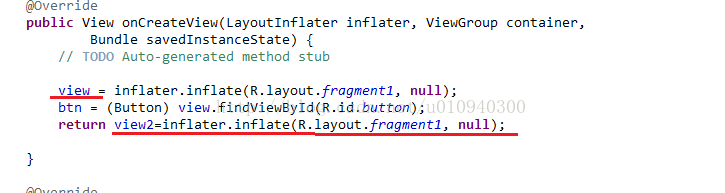 @Override
public View onCreateView(LayoutInflater inflater, ViewGroup container,
Bundle savedInstanceState) {
// TODO Auto-generated method stub
view = inflater.inflate(R.layout.fragment1, null);
btn = (Button) view.findViewById(R.id.button);
return view2=inflater.inflate(R.layout.fragment1, null);
}
@Override